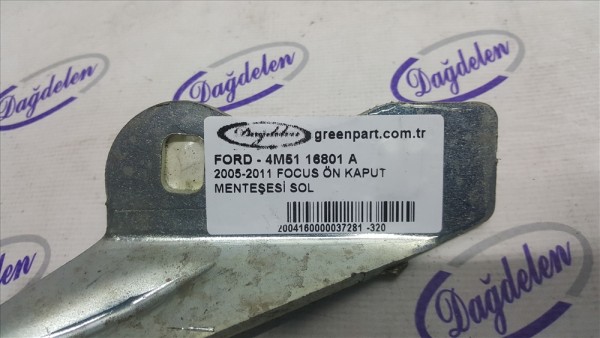 Dağdelen
Dağdelen
Dağdelen greenpart.com.tr
FORD - 4M51 16801 A
2005-2011 FOCUS ÖN KAPUT
MENTEŞESİ SOL
2004160000037281 -320
Dağdelen
Dağdelen